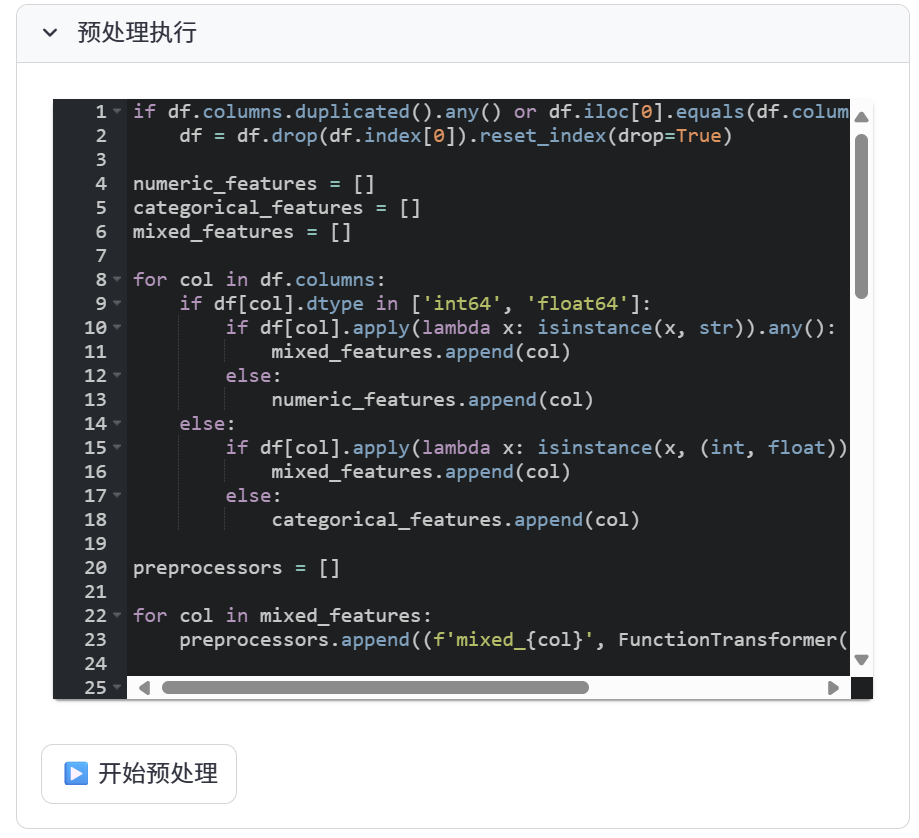 预处理执行
1 if df.columns.duplicated().any() or df.iloc[0].equals(df.colum
2     df = df.drop(df.index[0]).reset_index(drop=True)
3
4 numeric_features = []
5 categorical_features = []
6 mixed_features = []
7
8 for col in df.columns:
9     if df[col].dtype in ['int64', 'float64']:
10         if df[col].apply(lambda x: isinstance(x, str)).any():
11             mixed_features.append(col)
12         else:
13             numeric_features.append(col)
14     else:
15         if df[col].apply(lambda x: isinstance(x, (int, float))
16             mixed_features.append(col)
17         else:
18             categorical_features.append(col)
19
20 preprocessors = []
21
22 for col in mixed_features:
23     preprocessors.append((f'mixed_{col}', FunctionTransformer(
24
25
开始预处理